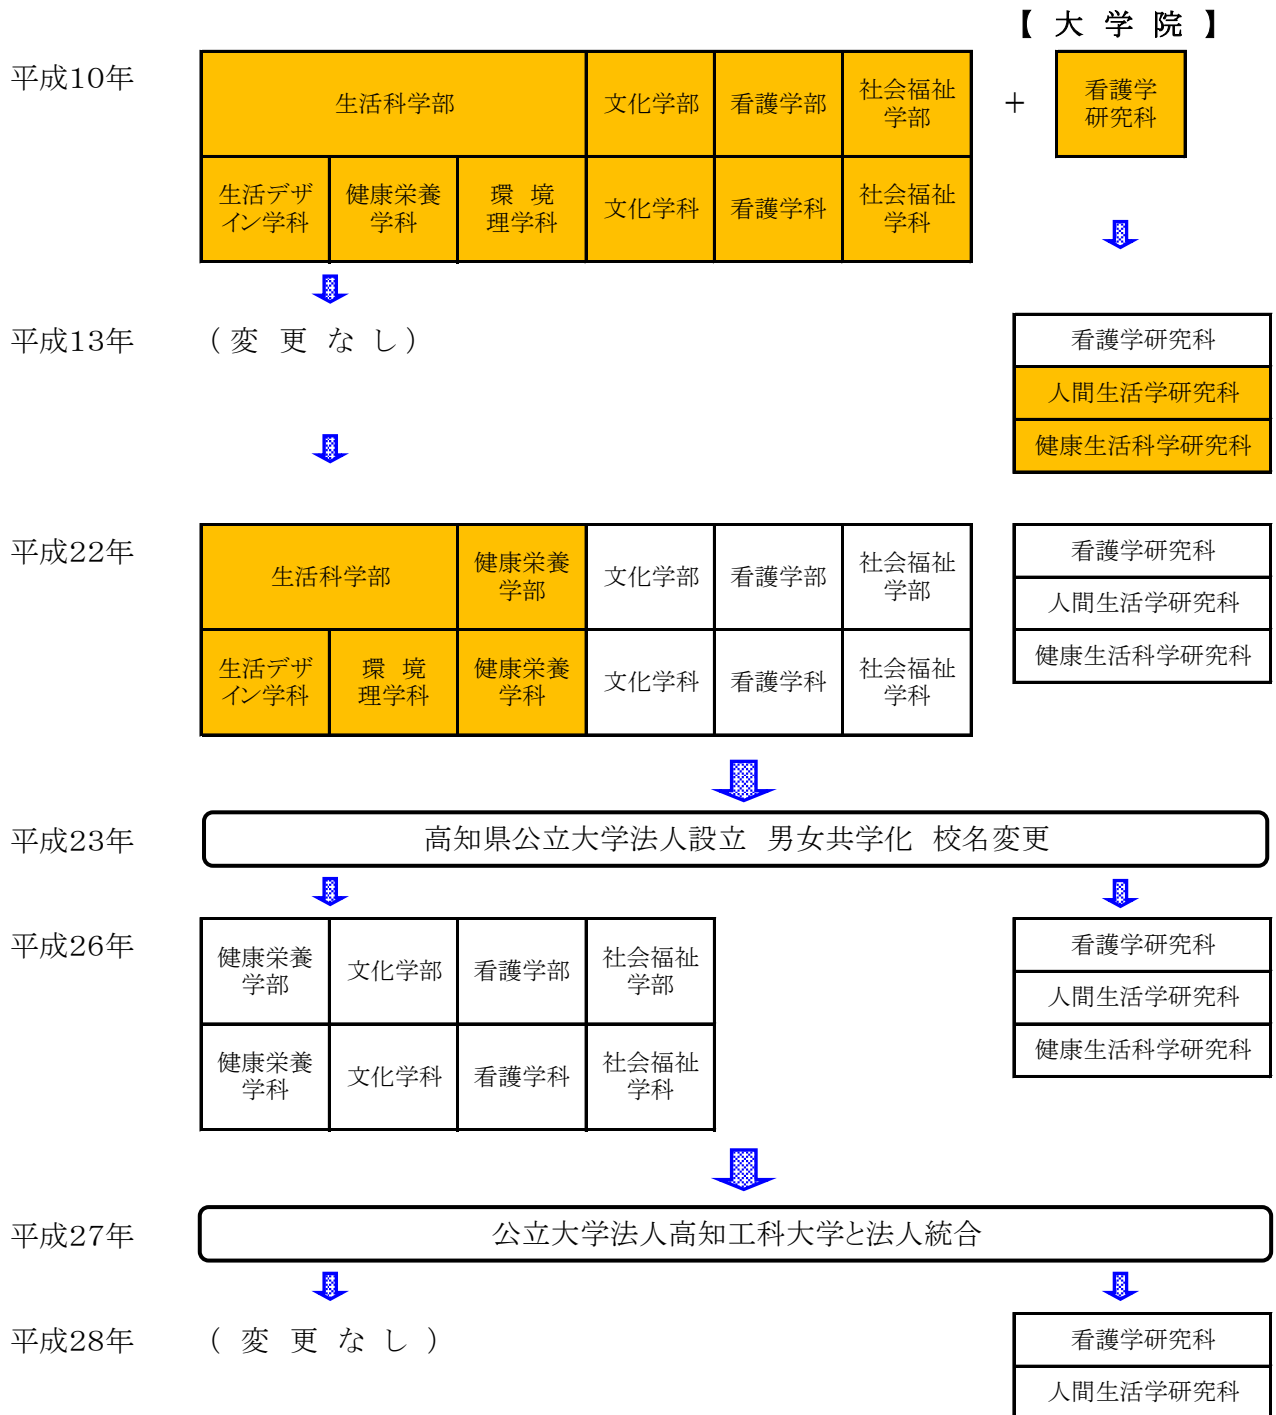 【 大 学 院 】
平成10年
生活科学部
文化学部
看護学部
社会福祉
学部
+
看護学
研究科
生活デザ
イン学科
健康栄養
学科
環 境
理学科
文化学科
看護学科
社会福祉
学科
平成13年
（ 変 更 な し ）
看護学研究科
人間生活学研究科
健康生活科学研究科
平成22年
生活科学部
健康栄養
学部
文化学部
看護学部
社会福祉
学部
生活デザ
イン学科
環 境
理学科
健康栄養
学科
文化学科
看護学科
社会福祉
学科
看護学研究科
人間生活学研究科
健康生活科学研究科
平成23年
高知県公立大学法人設立 男女共学化 校名変更
平成26年
健康栄養
学部
文化学部
看護学部
社会福祉
学部
健康栄養
学科
文化学科
看護学科
社会福祉
学科
看護学研究科
人間生活学研究科
健康生活科学研究科
平成27年
公立大学法人高知工科大学と法人統合
平成28年
（ 変 更 な し ）
看護学研究科
人間生活学研究科